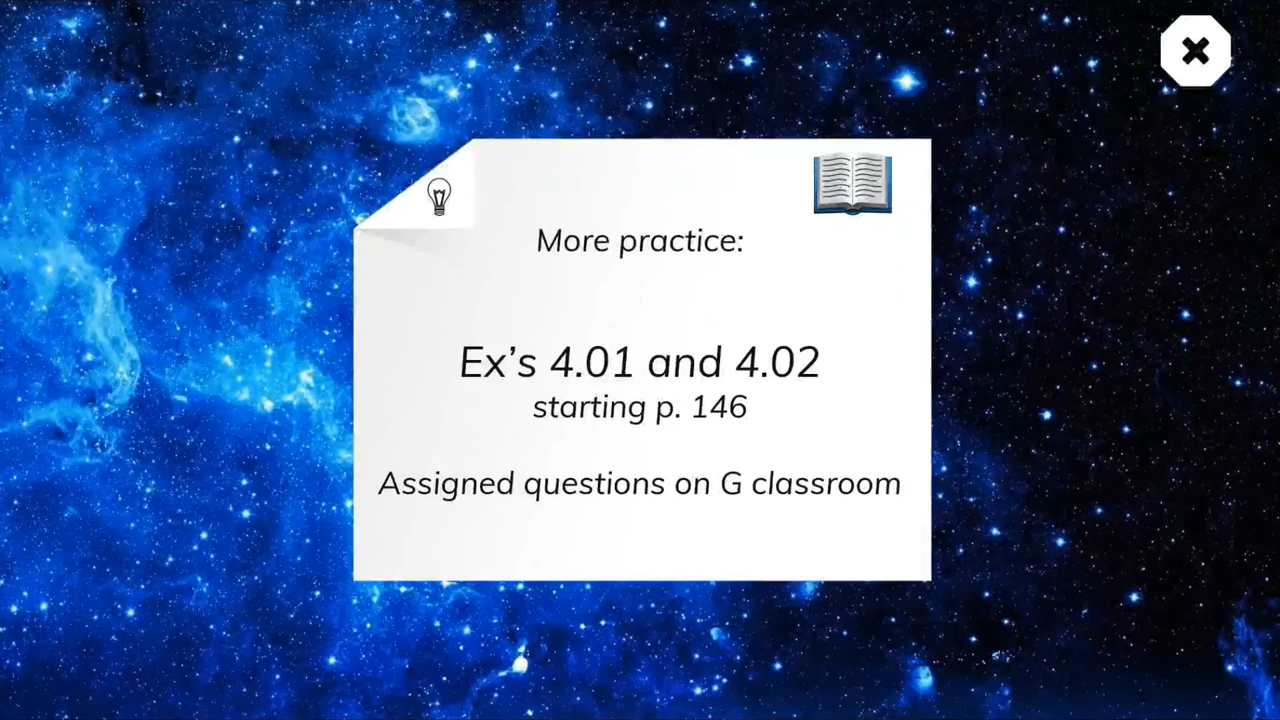 More practice:
Ex's 4.01 and 4.02
starting p. 146
Assigned questions on G classroom